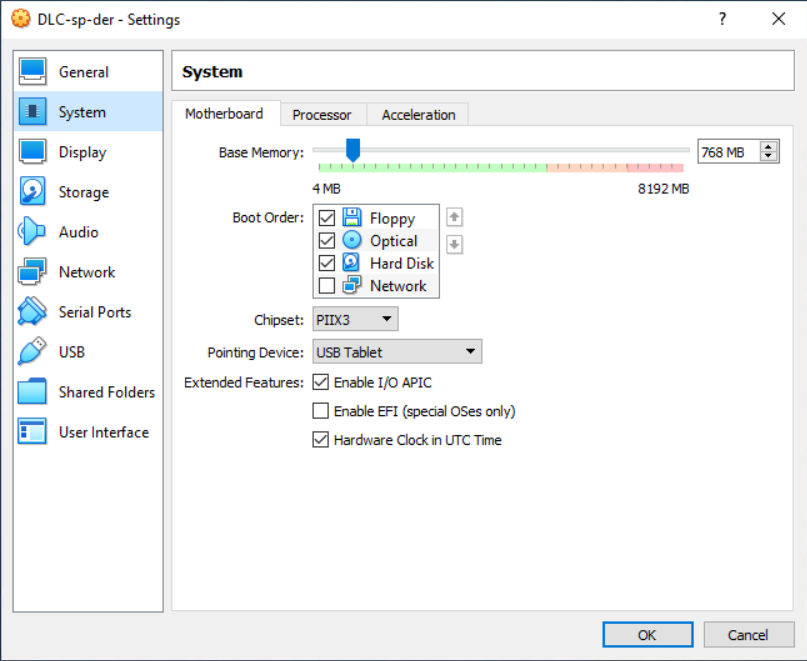 DLC-sp-der - Settings
?
General
System
Display
Storage
Audio
Network
Serial Ports
USB
Shared Folders
User Interface
System
Motherboard Processor Acceleration
Base Memory: 768 MB
4 MB 8192 MB
Boot Order: Floppy
Optical
Hard Disk
Network
Chipset: PIIX3
Pointing Device: USB Tablet
Extended Features: Enable I/O APIC
Enable EFI (special OSes only)
Hardware Clock in UTC Time
OK Cancel